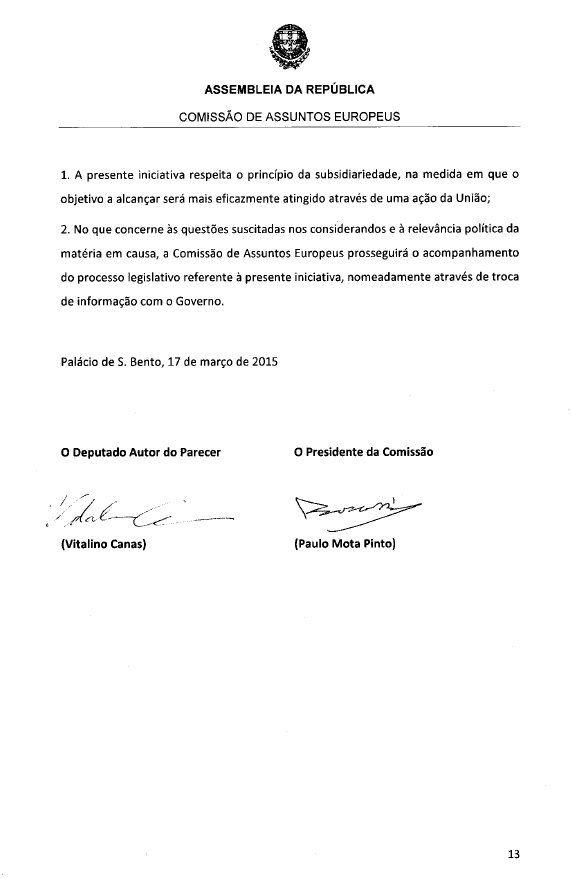 ASSEMBLEIA DA REPÚBLICA
COMISSÃO DE ASSUNTOS EUROPEUS
1. A presente iniciativa respeita o princípio da subsidiariedade, na medida em que o
objetivo a alcançar será mais eficazmente atingido através de uma ação da União;
2. No que concerne às questões suscitadas nos considerandos e à relevância política da
matéria em causa, a Comissão de Assuntos Europeus prosseguirá o acompanhamento
do processo legislativo referente à presente iniciativa, nomeadamente através de troca
de informação com o Governo.
Palácio de S. Bento, 17 de março de 2015
O Deputado Autor do Parecer O Presidente da Comissão
(Vitalino Canas) (Paulo Mota Pinto)
13